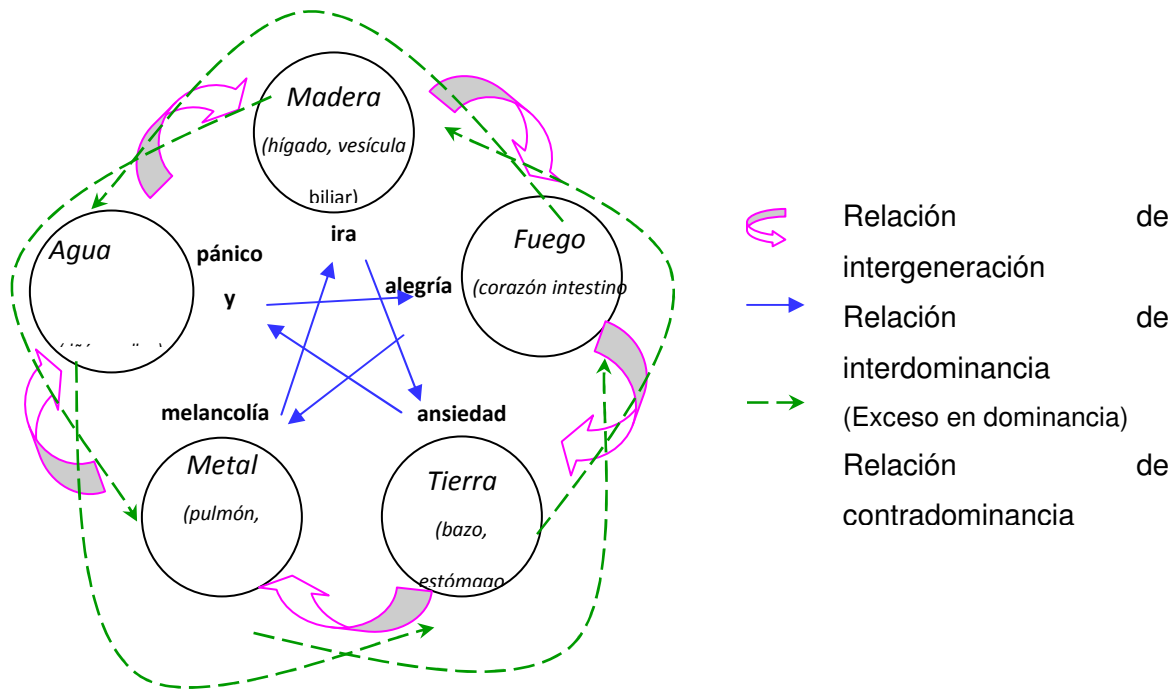 Madera
(hígado, vesícula
biliar)
ira
Agua
pánico
y
alegría
Fuego
(corazón intestino
melancolía
ansiedad
Metal
(pulmón,
Tierra
(bazo,
estómago
Relación de
intergeneración
Relación de
interdominancia
(Exceso en dominancia)
Relación de
contradominancia